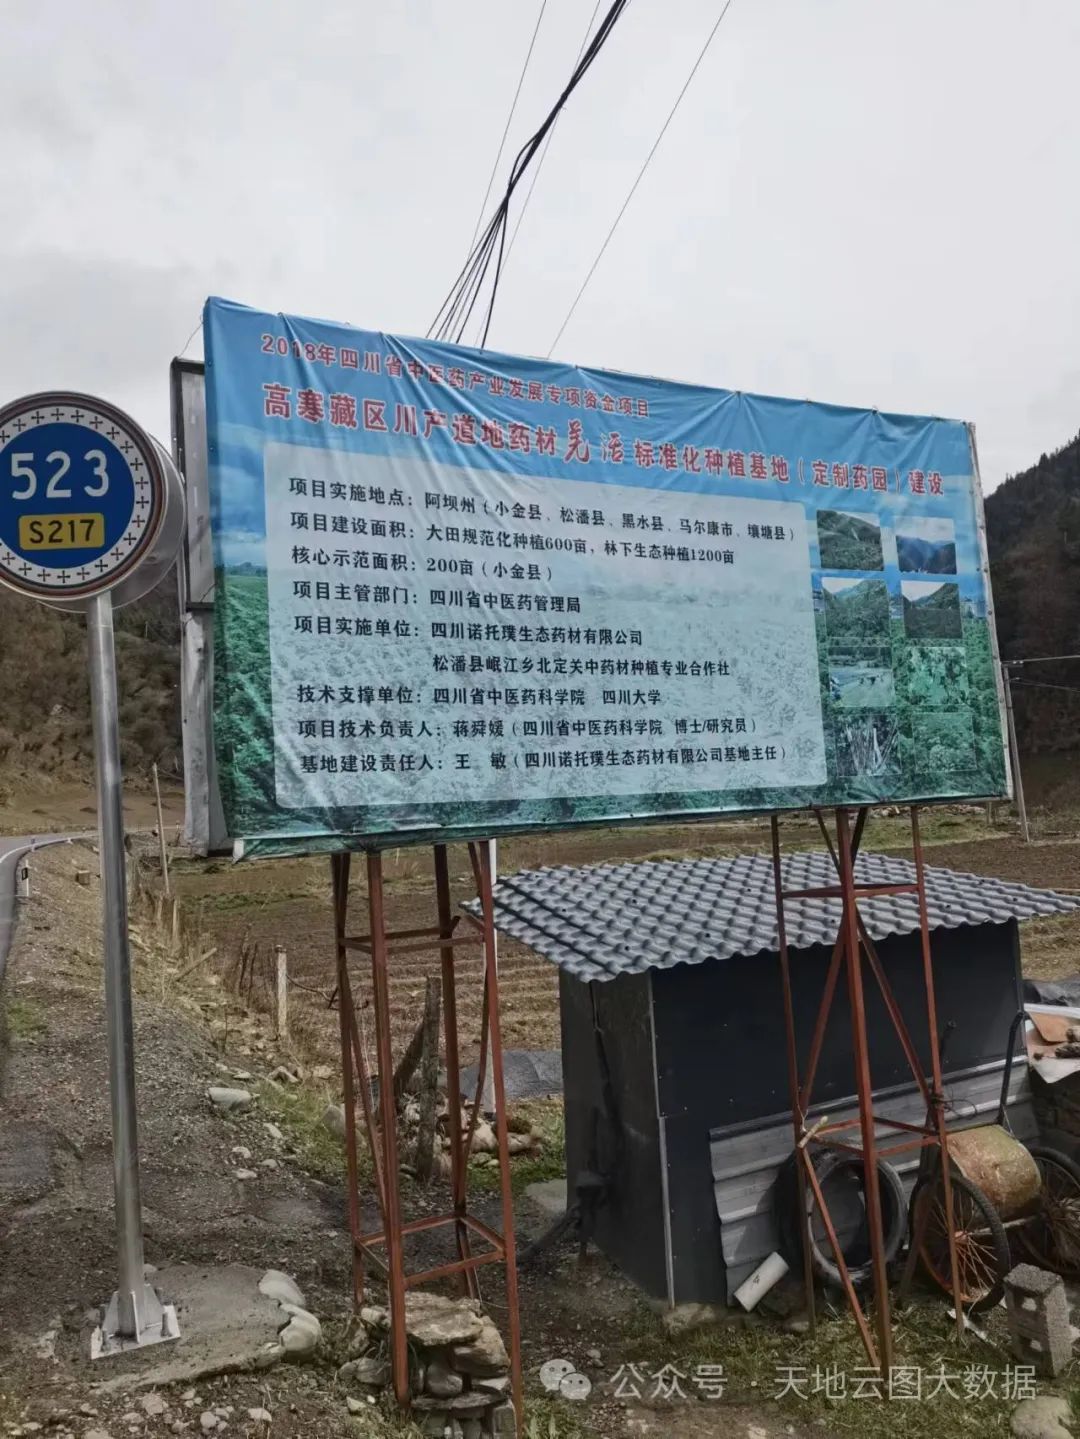 523
S217
2018年四川省中医药产业发展专项资金项目
高寒藏区川产道地药材羌活标准化种植基地（定制药园）建设
项目实施地点：阿坝州（小金县、松潘县、黑水县、马尔康市、壤塘县）
项目建设面积：大田规范化种植600亩，林下生态种植1200亩
核心示范面积：200亩（小金县）
项目主管部门：四川省中医药管理局
项目实施单位：四川诺托璞生态药材有限公司
松潘县岷江乡北定关中药材种植专业合作社
技术支撑单位：四川省中医药科学院 四川大学
项目技术负责人：蒋舜媛（四川省中医药科学院 博士/研究员）
基地建设责任人：王 敏（四川诺托璞生态药材有限公司基地主任）
公众号·天地云图大数据